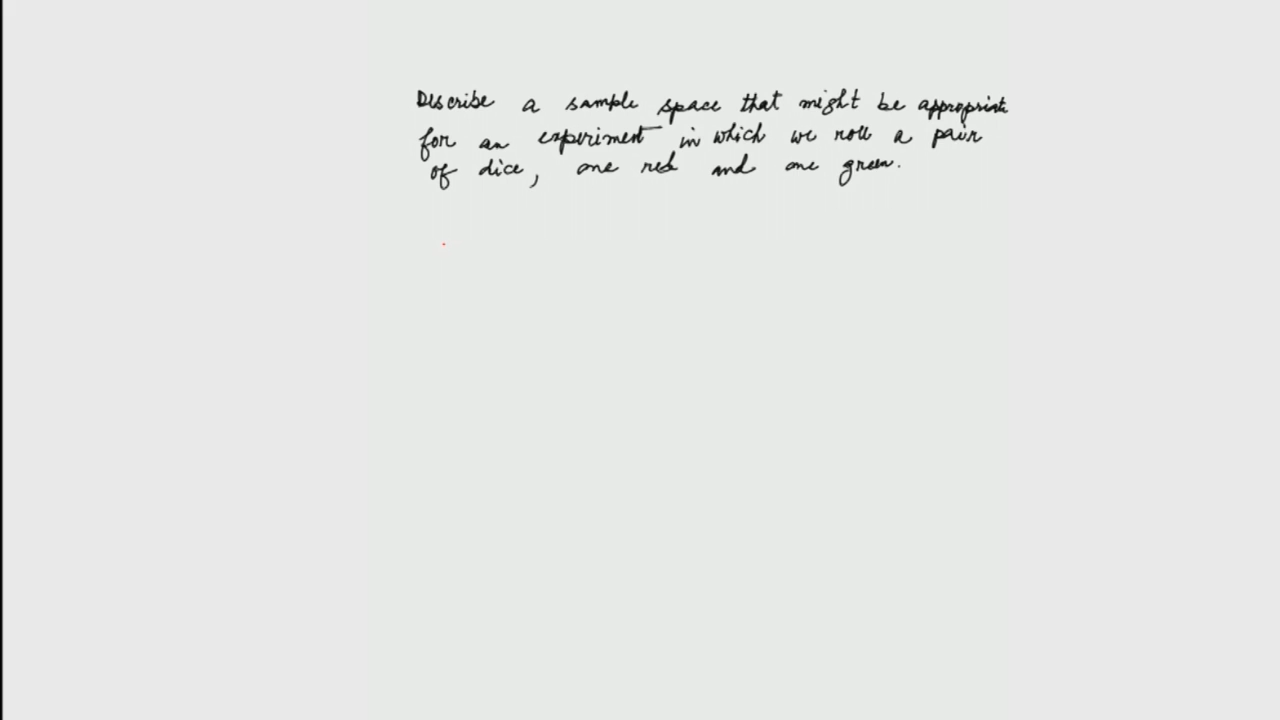 Describe a sample space that might be appropriate
for an experiment in which we roll a pair
of dice, one red and one green.